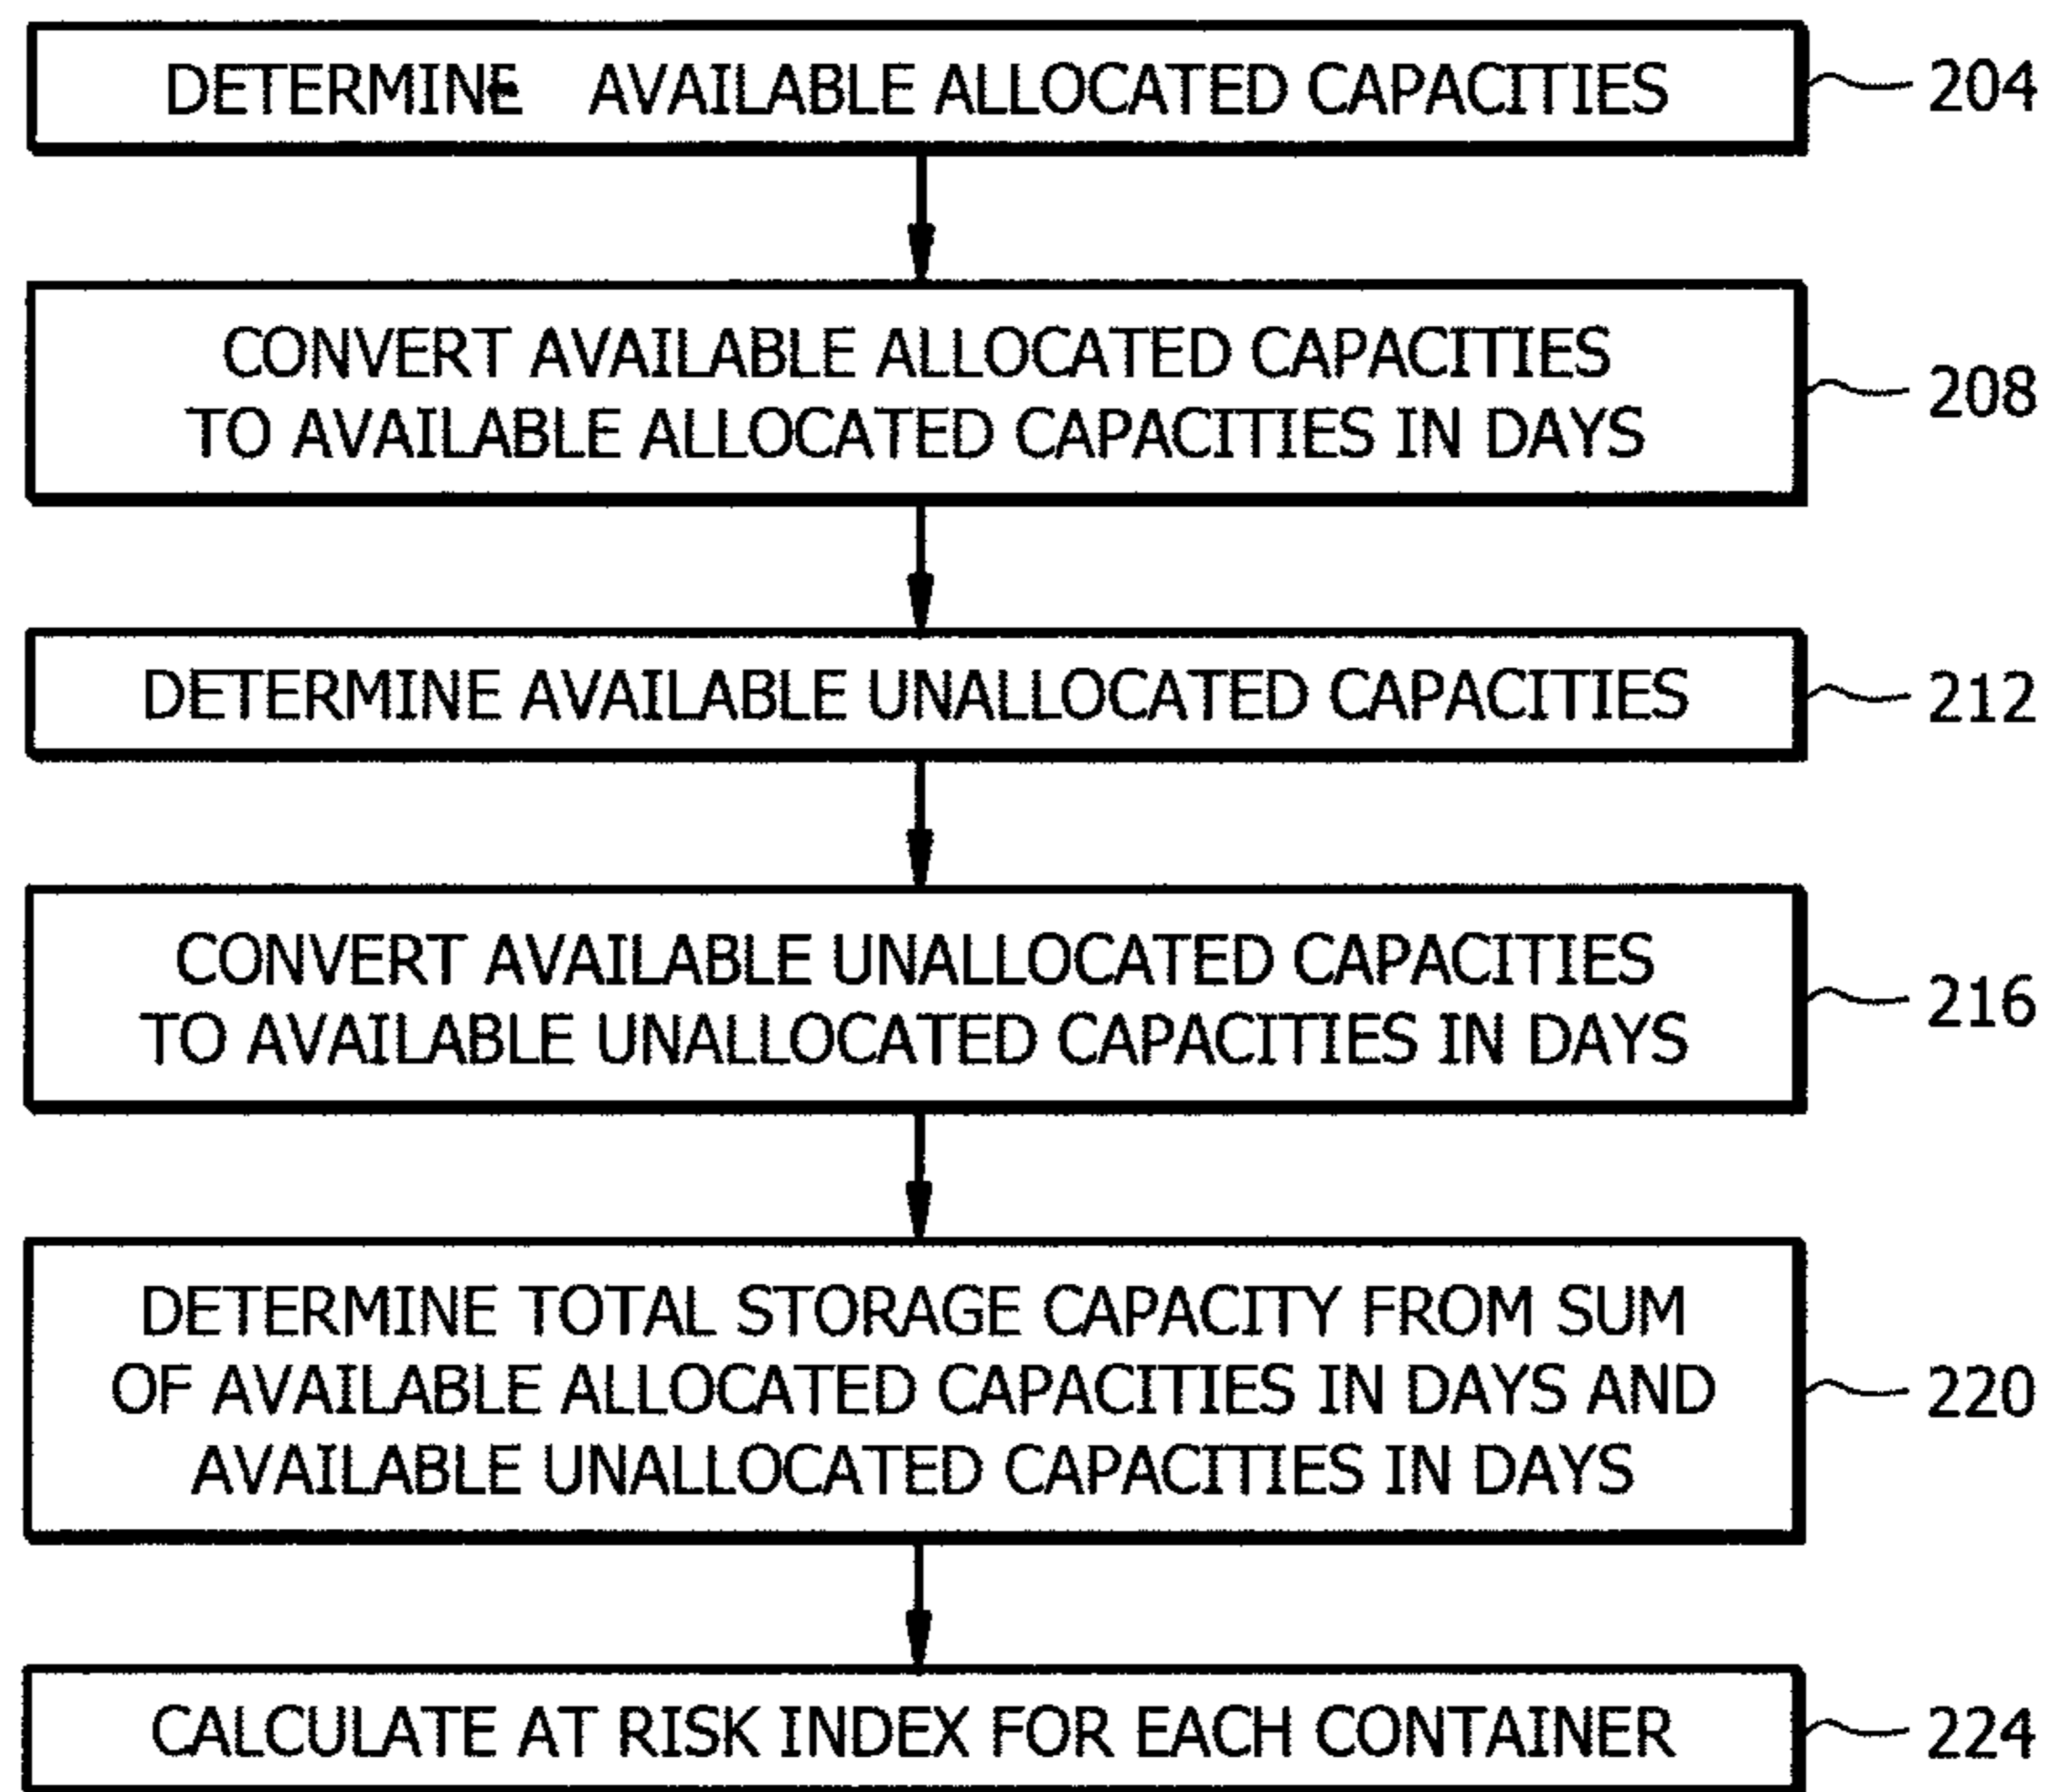 DETERMINE AVAILABLE ALLOCATED CAPACITIES
204
CONVERT AVAILABLE ALLOCATED CAPACITIES
TO AVAILABLE ALLOCATED CAPACITIES IN DAYS
208
DETERMINE AVAILABLE UNALLOCATED CAPACITIES
212
CONVERT AVAILABLE UNALLOCATED CAPACITIES
TO AVAILABLE UNALLOCATED CAPACITIES IN DAYS
216
DETERMINE TOTAL STORAGE CAPACITY FROM SUM
OF AVAILABLE ALLOCATED CAPACITIES IN DAYS AND
AVAILABLE UNALLOCATED CAPACITIES IN DAYS
220
CALCULATE AT RISK INDEX FOR EACH CONTAINER
224